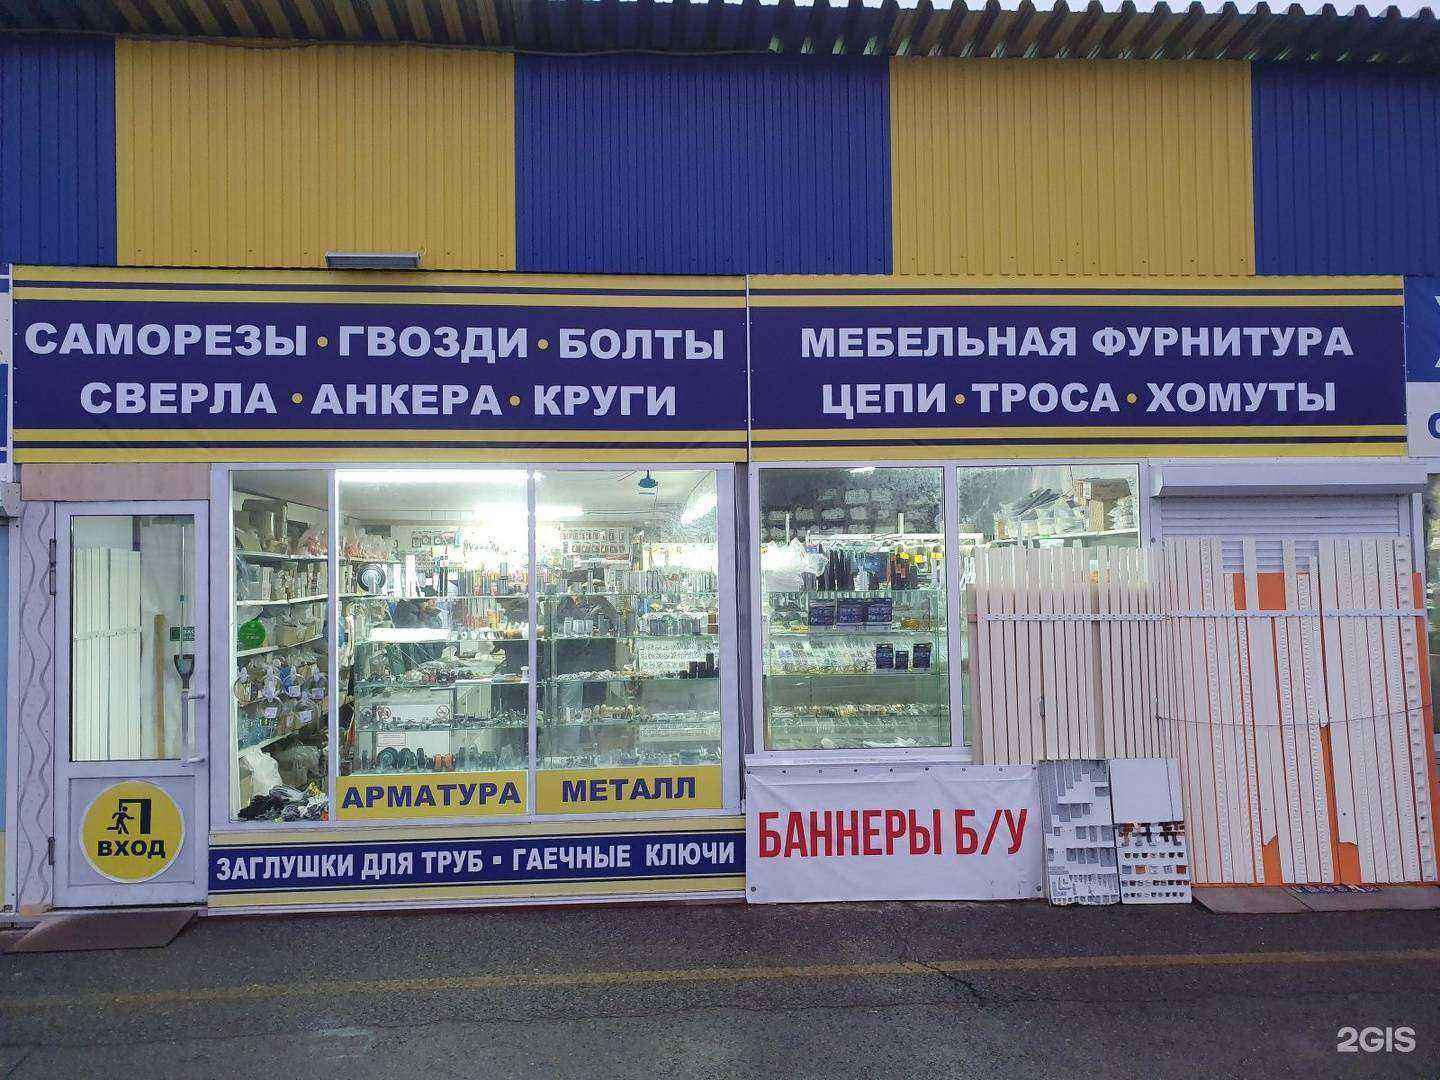 САМОРЕЗЫ • ГВОЗДИ • БОЛТЫ
СВЕРЛА • АНКЕРА • КРУГИ
МЕБЕЛЬНАЯ ФУРНИТУРА
ЦЕПИ • ТРОСА • ХОМУТЫ
АРМАТУРА
МЕТАЛЛ
ВХОД
ЗАГЛУШКИ ДЛЯ ТРУБ ▪ ГАЕЧНЫЕ КЛЮЧИ
БАННЕРЫ Б/У
2GIS